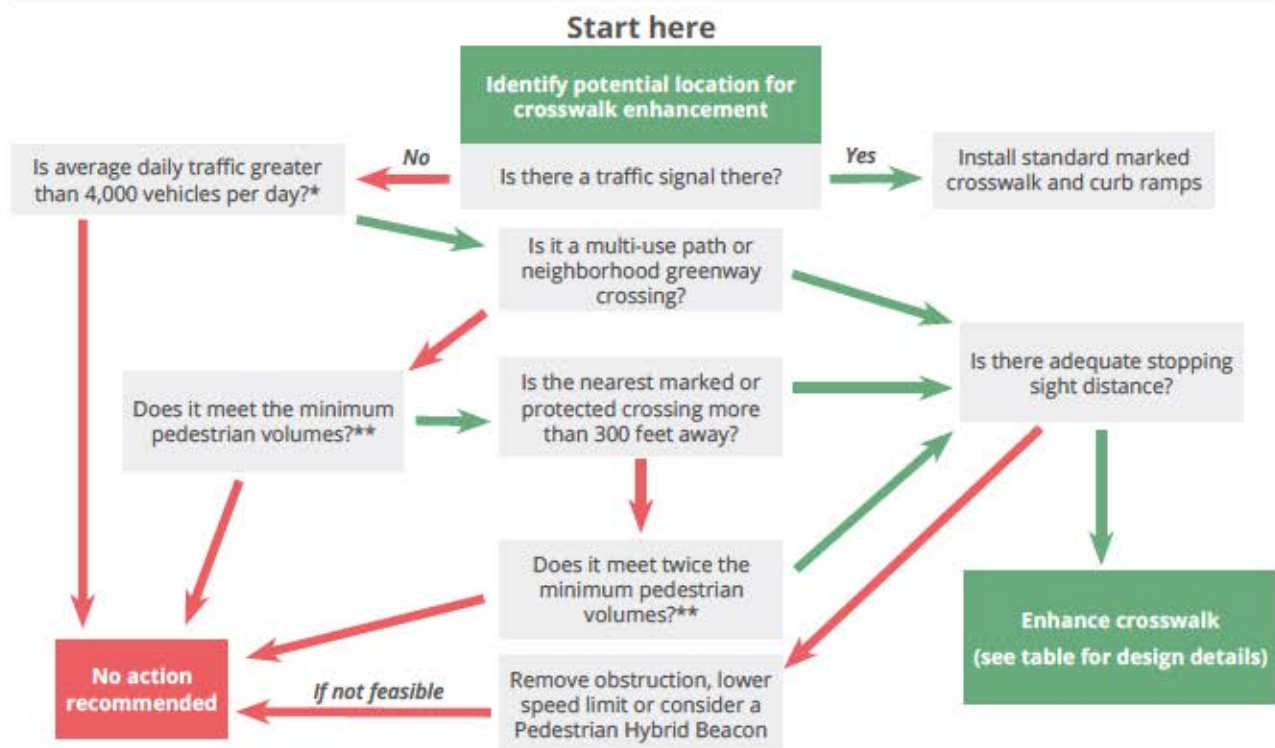 Start here
Identify potential location for
crosswalk enhancement
Is there a traffic signal there?
No
Yes
Is average daily traffic greater
than 4,000 vehicles per day?*
Install standard marked
crosswalk and curb ramps
Is it a multi-use path or
neighborhood greenway
crossing?
Is there adequate stopping
sight distance?
Does it meet the minimum
pedestrian volumes?**
Is the nearest marked or
protected crossing more
than 300 feet away?
Does it meet twice the
minimum pedestrian
volumes?**
Enhance crosswalk
(see table for design details)
No action
recommended
If not feasible
Remove obstruction, lower
speed limit or consider a
Pedestrian Hybrid Beacon